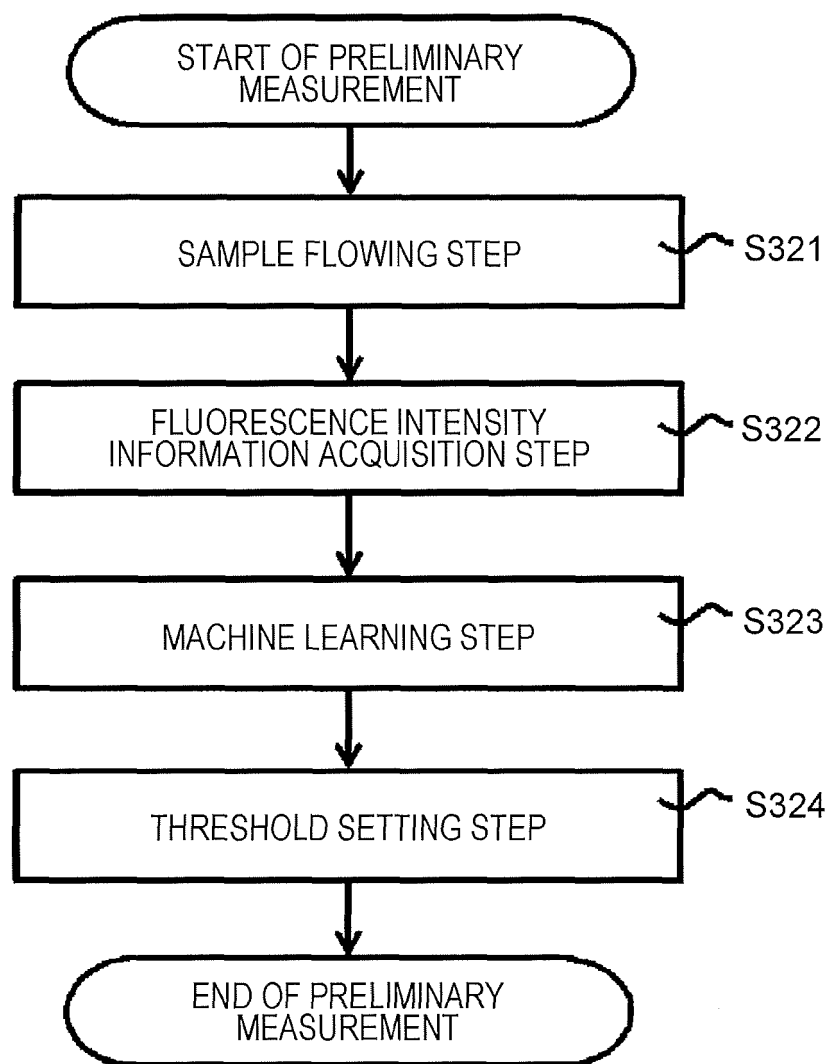 START OF PRELIMINARY
MEASUREMENT
SAMPLE FLOWING STEP
S321
FLUORESCENCE INTENSITY
INFORMATION ACQUISITION STEP
S322
MACHINE LEARNING STEP
S323
THRESHOLD SETTING STEP
S324
END OF PRELIMINARY
MEASUREMENT